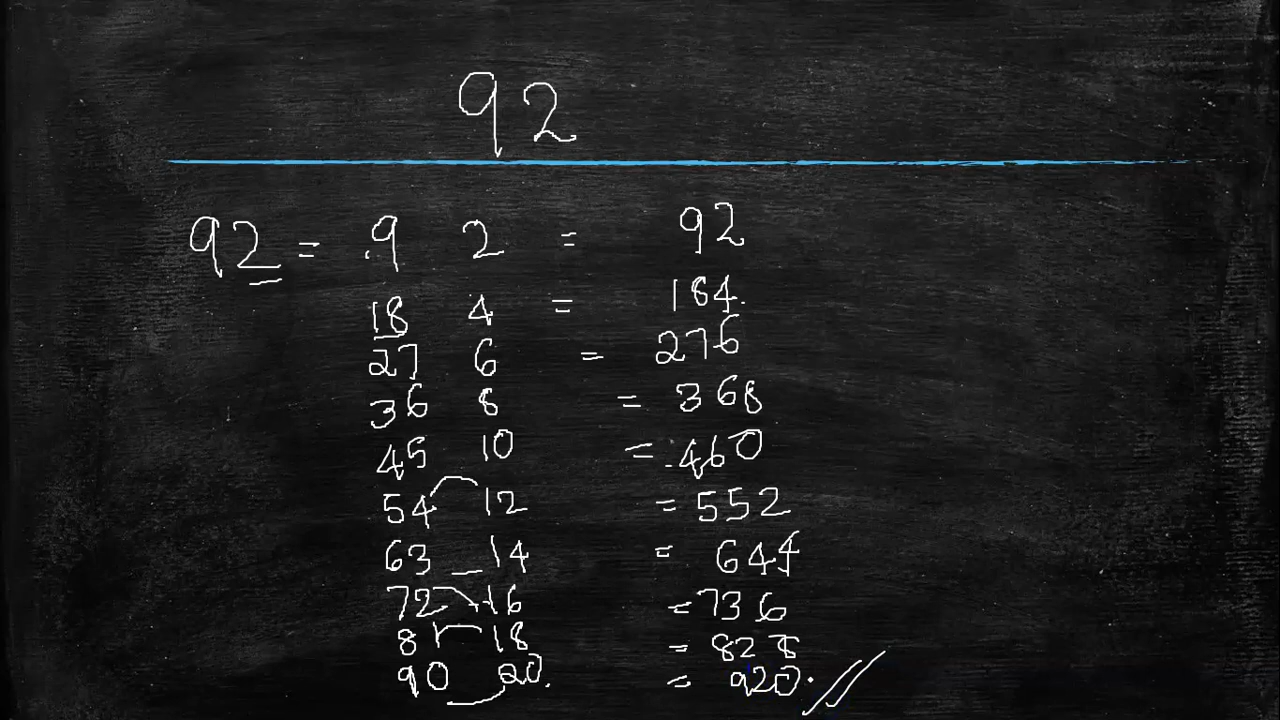 92
92 = 9 2 = 92
18 4 = 184
27 6 = 276
36 8 = 368
45 10 = 460
54 12 = 552
63 14 = 644
72 16 = 736
81 18 = 828
90 20 = 920